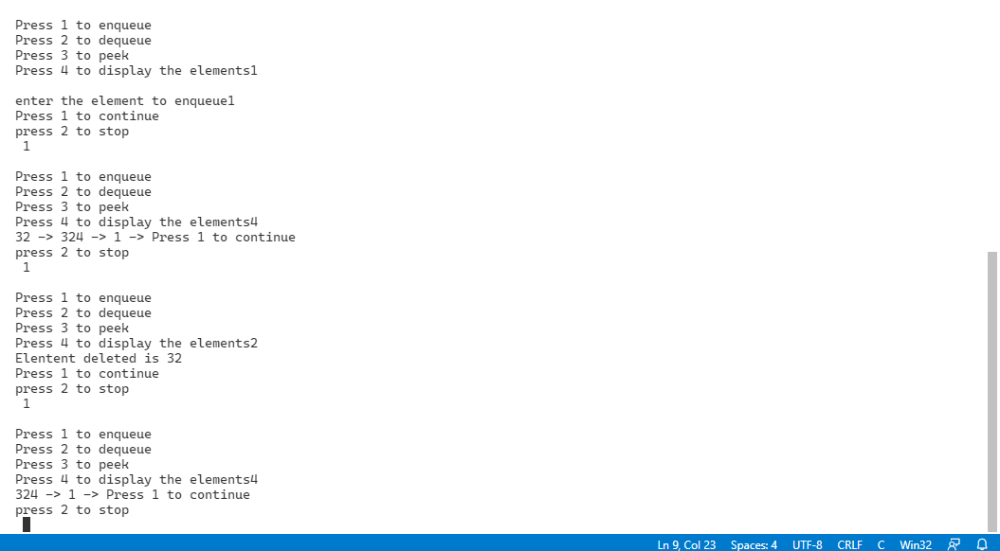 Press 1 to enqueue
Press 2 to dequeue
Press 3 to peek
Press 4 to display the elements1
enter the element to enqueue1
Press 1 to continue
press 2 to stop
1
Press 1 to enqueue
Press 2 to dequeue
Press 3 to peek
Press 4 to display the elements4
32 -> 324 -> 1 -> Press 1 to continue
press 2 to stop
1
Press 1 to enqueue
Press 2 to dequeue
Press 3 to peek
Press 4 to display the elements2
Elentent deleted is 32
Press 1 to continue
press 2 to stop
1
Press 1 to enqueue
Press 2 to dequeue
Press 3 to peek
Press 4 to display the elements4
324 -> 1 -> Press 1 to continue
press 2 to stop
Ln 9, Col 23 Spaces: 4 UTF-8 CRLF C Win32